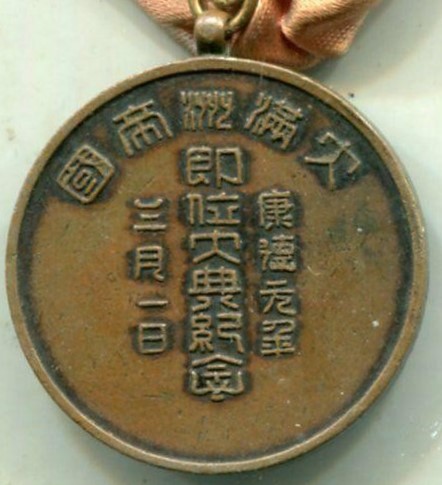 大滿洲帝國
康德元年
即位大典紀念
三月一日